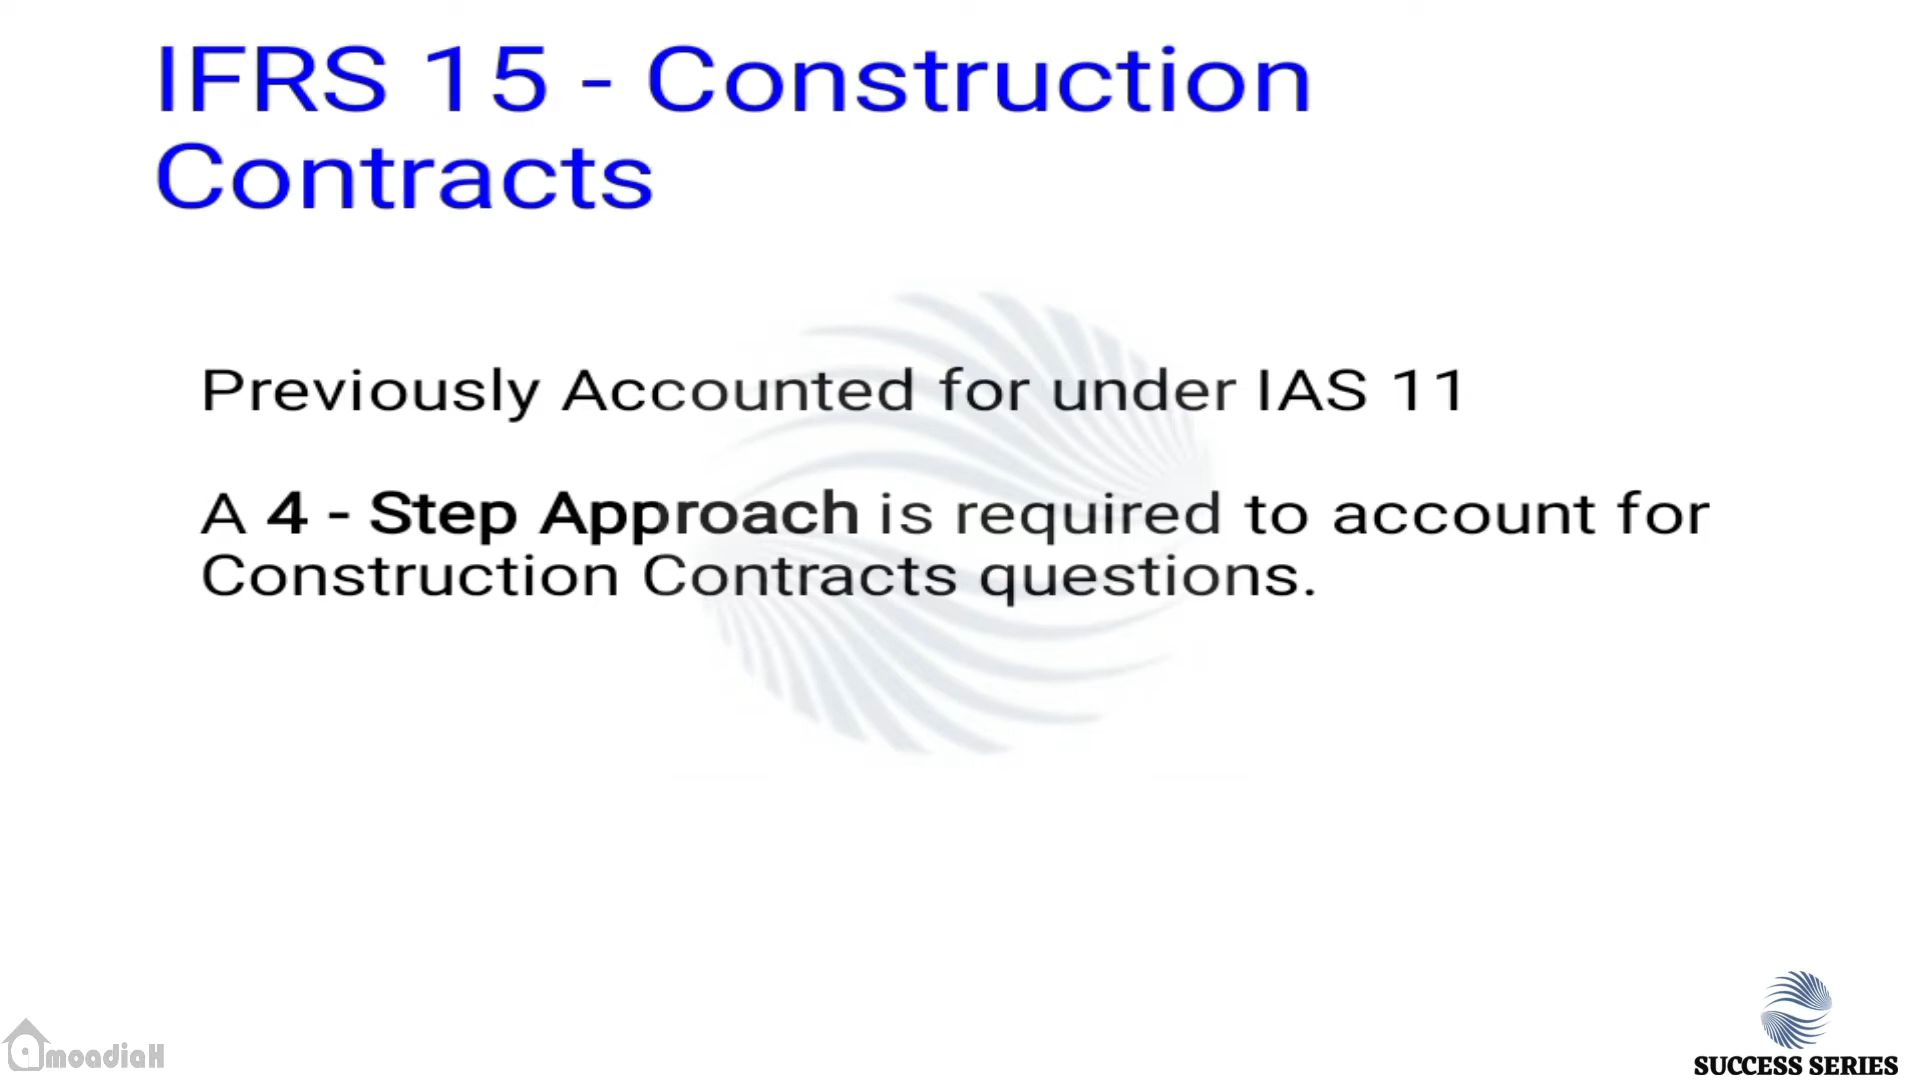 IFRS 15 - Construction
Contracts
Previously Accounted for under IAS 11
A 4 - Step Approach is required to account for
Construction Contracts questions.
amoadiaH
SUCCESS SERIES